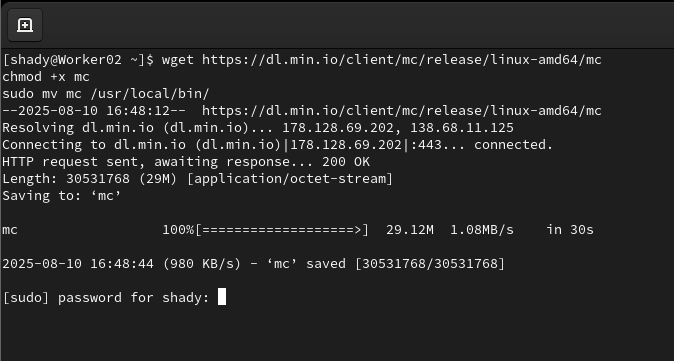 [shady@Worker02 ~]$ wget https://dl.min.io/client/mc/release/linux-amd64/mc
chmod +x mc
sudo mv mc /usr/local/bin/
--2025-08-10 16:48:12--  https://dl.min.io/client/mc/release/linux-amd64/mc
Resolving dl.min.io (dl.min.io)... 178.128.69.202, 138.68.11.125
Connecting to dl.min.io (dl.min.io)|178.128.69.202|:443... connected.
HTTP request sent, awaiting response... 200 OK
Length: 30531768 (29M) [application/octet-stream]
Saving to: ‘mc’
mc                  100%[===================>]  29.12M  1.08MB/s    in 30s
2025-08-10 16:48:44 (980 KB/s) - ‘mc’ saved [30531768/30531768]
[sudo] password for shady: